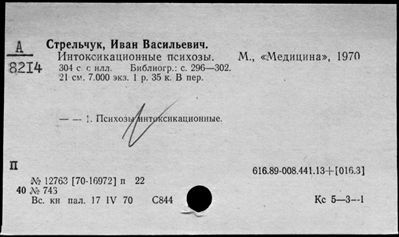 А
8214
Стрельчук, Иван Васильевич.
Интоксикационные психозы. М., «Медицина», 1970
304 с. с илл. Библиогр.: с. 296—302.
21 см. 7.000 экз. 1 р. 35 к. В пер.
— — 1. Психозы интоксикационные.
П
№ 12763 [70-16972] п 22
616.89-008.441.13+[016.3]
40 № 743
Вс. кн пал. 17 IV 70 С844 Кс 5—3—1